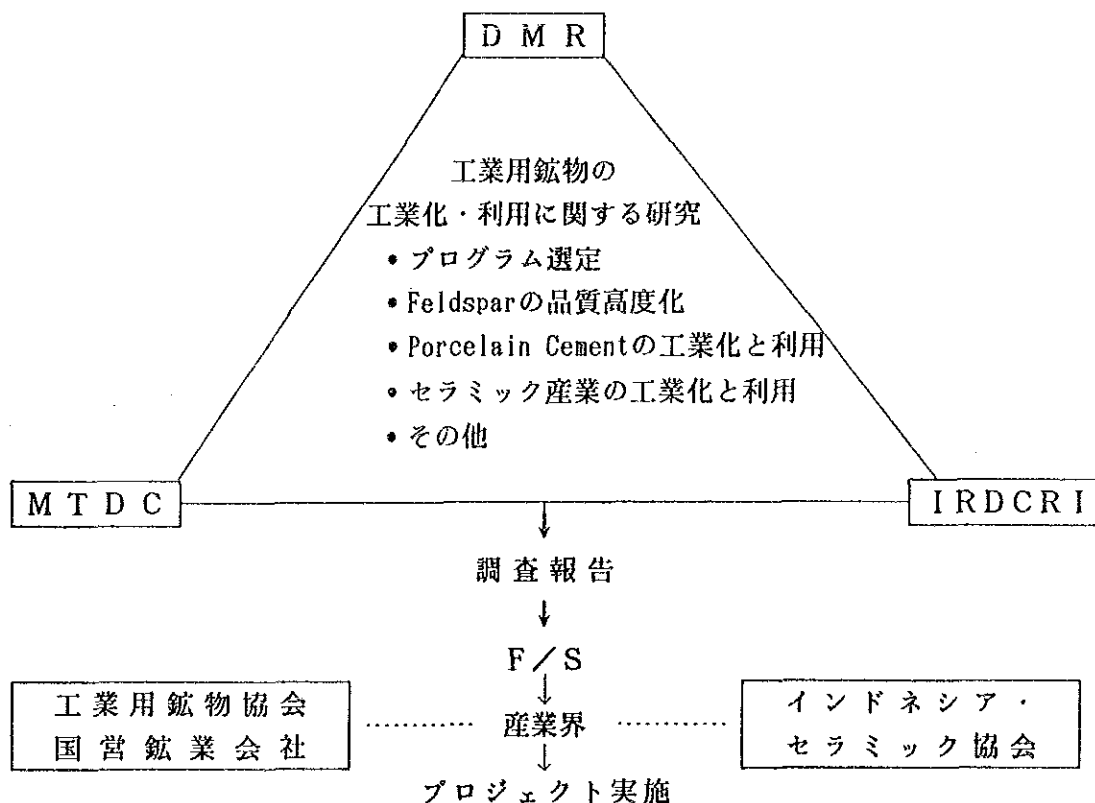 DMR
工業用鉱物の
工業化・利用に関する研究
• プログラム選定
• Feldsparの品質高度化
• Porcelain Cementの工業化と利用
• セラミック産業の工業化と利用
• その他
MTDC
IRDCRI
調査報告
F/S
工業用鉱物協会
国営鉱業会社
産業界
インドネシア・
セラミック協会
プロジェクト実施